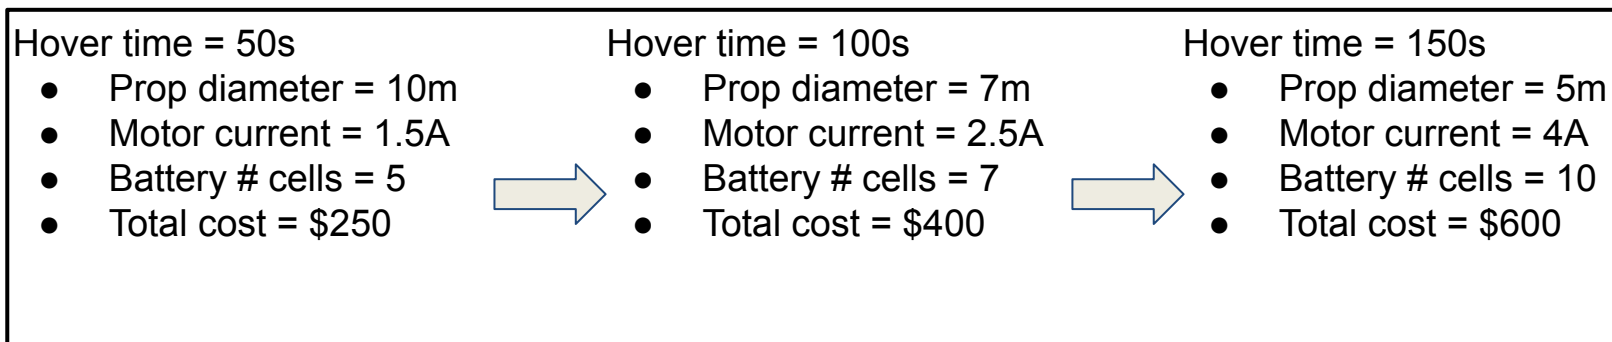 Hover time = 50s
● Prop diameter = 10m
● Motor current = 1.5A
● Battery # cells = 5
● Total cost = $250
Hover time = 100s
● Prop diameter = 7m
● Motor current = 2.5A
● Battery # cells = 7
● Total cost = $400
Hover time = 150s
● Prop diameter = 5m
● Motor current = 4A
● Battery # cells = 10
● Total cost = $600